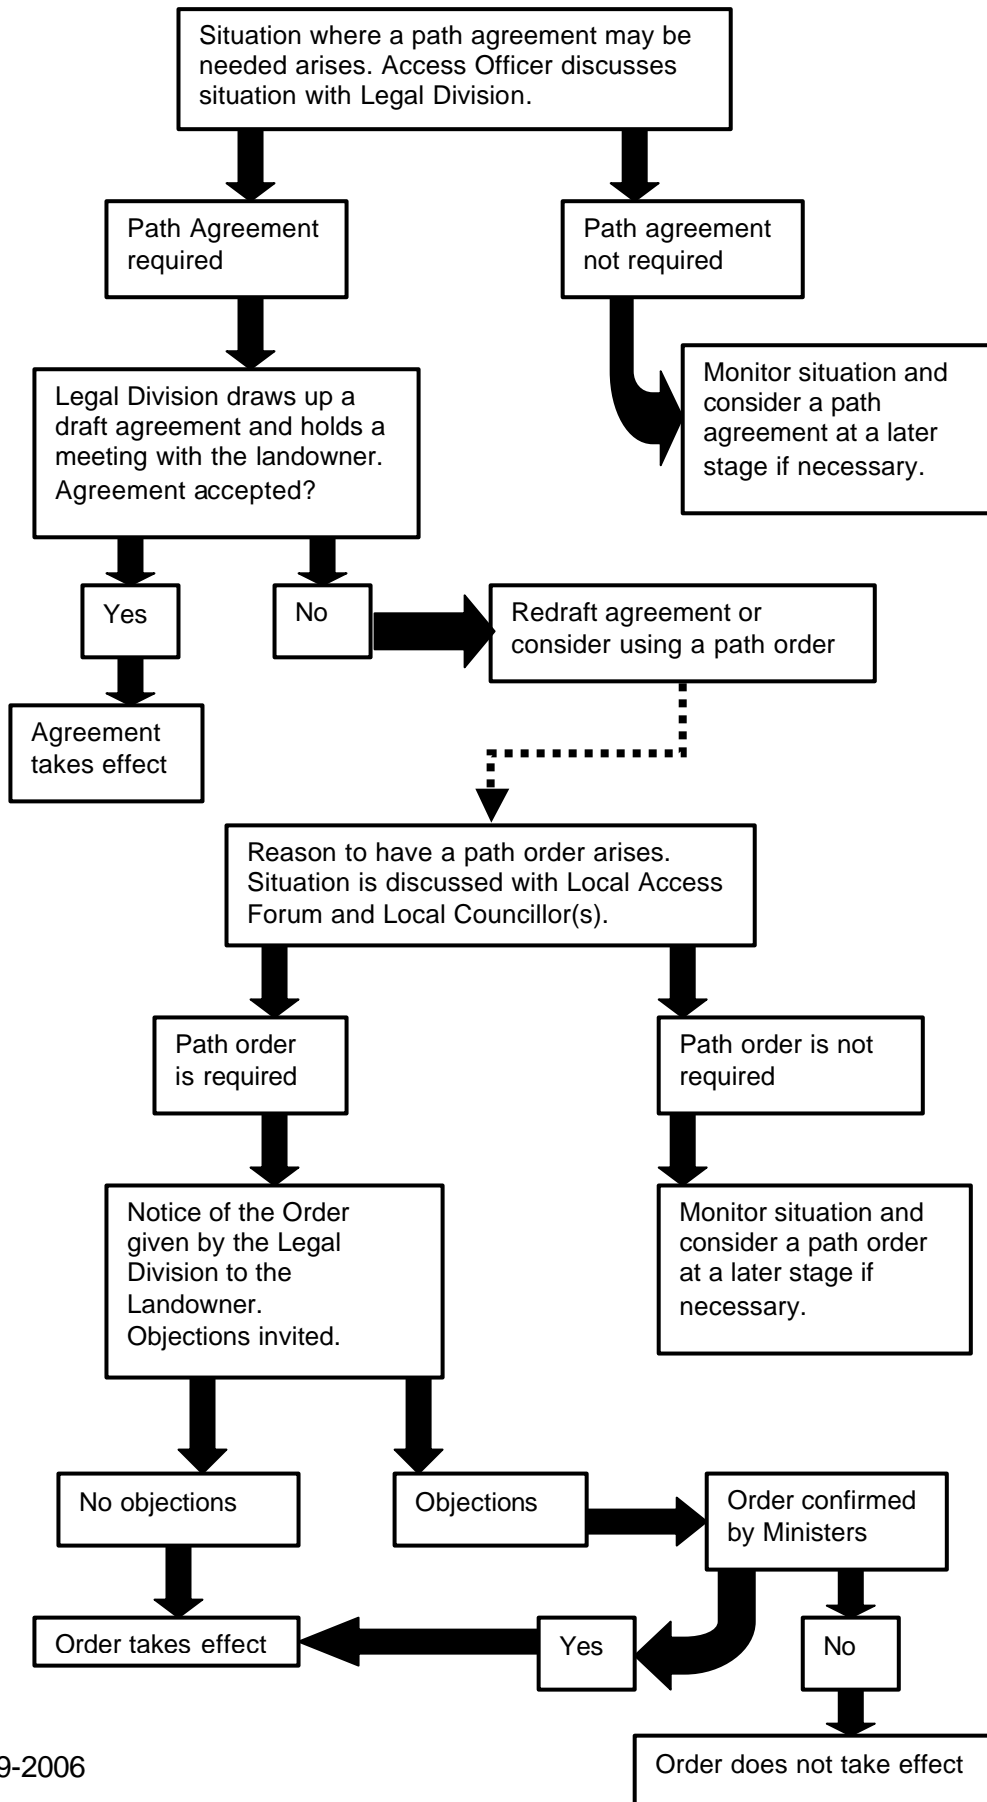 Situation where a path agreement may be
needed arises. Access Officer discusses
situation with Legal Division.
Path Agreement
required
Path agreement
not required
Monitor situation and
consider a path
agreement at a later
stage if necessary.
Legal Division draws up a
draft agreement and holds a
meeting with the landowner.
Agreement accepted?
Yes
No
Redraft agreement or
consider using a path order
Agreement
takes effect
Reason to have a path order arises.
Situation is discussed with Local Access
Forum and Local Councillor(s).
Path order
is required
Path order is not
required
Notice of the Order
given by the Legal
Division to the
Landowner.
Objections invited.
Monitor situation and
consider a path order
at a later stage if
necessary.
No objections
Objections
Order confirmed
by Ministers
Order takes effect
Yes
No
Order does not take effect
9-2006